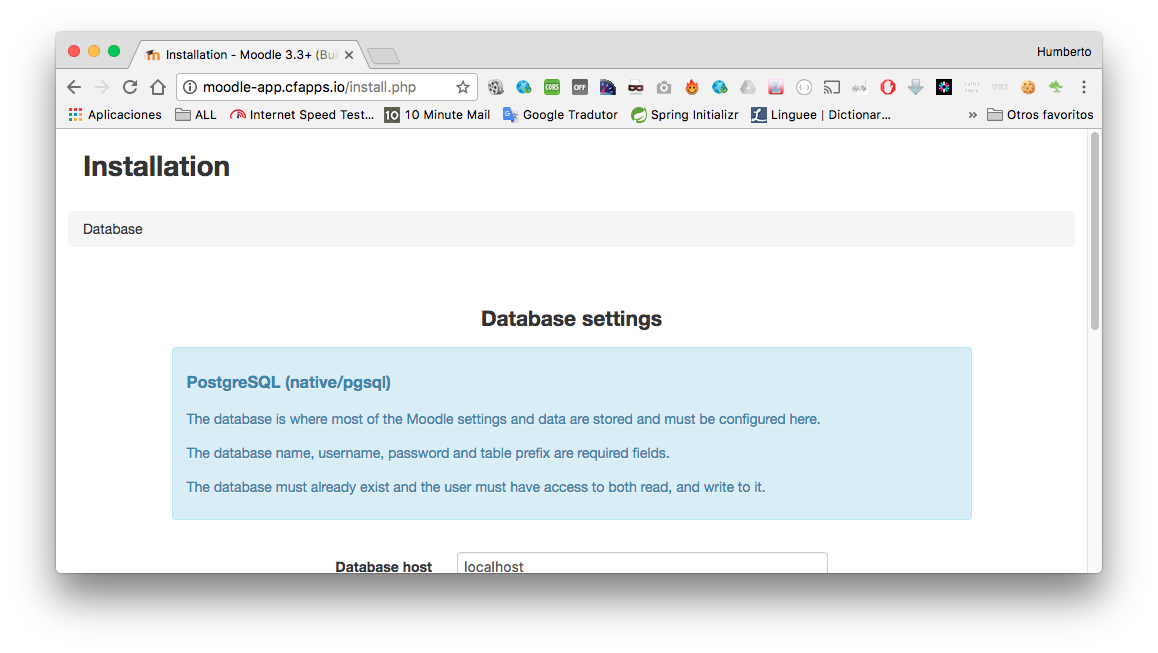 Installation - Moodle 3.3+ (Bui
Humberto
moodle-app.cfapps.io/install.php
CORS
OFF
Aplicaciones
ALL
Internet Speed Test...
10 10 Minute Mail
Google Tradutor
Spring Initializr
Linguee | Dictionar...
»
Otros favoritos
Installation
Database
Database settings
PostgreSQL (native/pgsql)
The database is where most of the Moodle settings and data are stored and must be configured here.
The database name, username, password and table prefix are required fields.
The database must already exist and the user must have access to both read, and write to it.
Database host
localhost